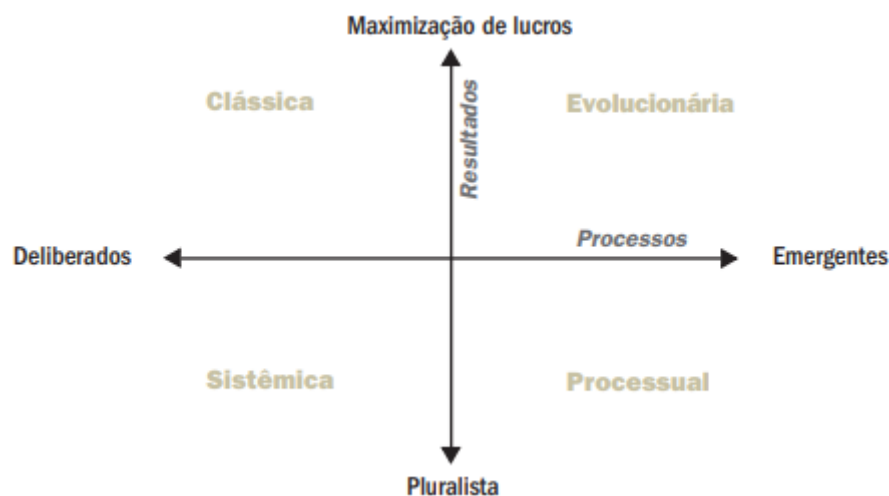 Maximização de lucros
Clássica
Resultados
Evolucionária
Processos
Deliberados
Emergentes
Sistêmica
Processual
Pluralista